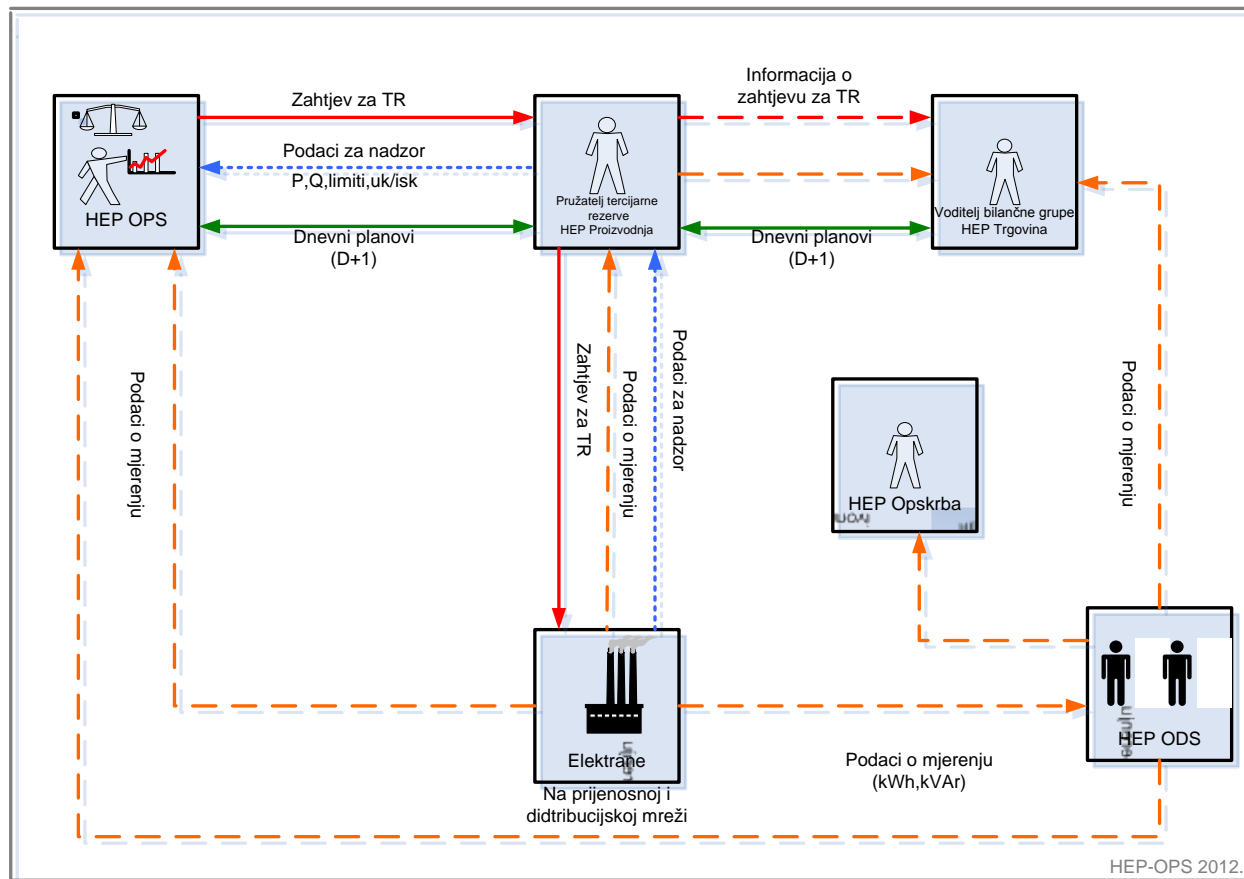 Informacija o
zahtjevu za TR
Zahtjev za TR
Podaci za nadzor
P,Q,limiti,uk/isk
HEP OPS
Pružatelj tercijarne
rezerve
HEP Proizvodnja
Voditelj bilančne grupe
HEP Trgovina
Dnevni planovi
(D+1)
Dnevni planovi
(D+1)
Podaci o mjerenju
Zahtjev za TR
Podaci o mjerenju
Podaci za nadzor
Podaci o mjerenju
HEP Opskrba
Elektrane
Na prijenosnoj i
didtribucijskoj mreži
HEP ODS
Podaci o mjerenju
(kWh,kVAr)
HEP-OPS 2012.